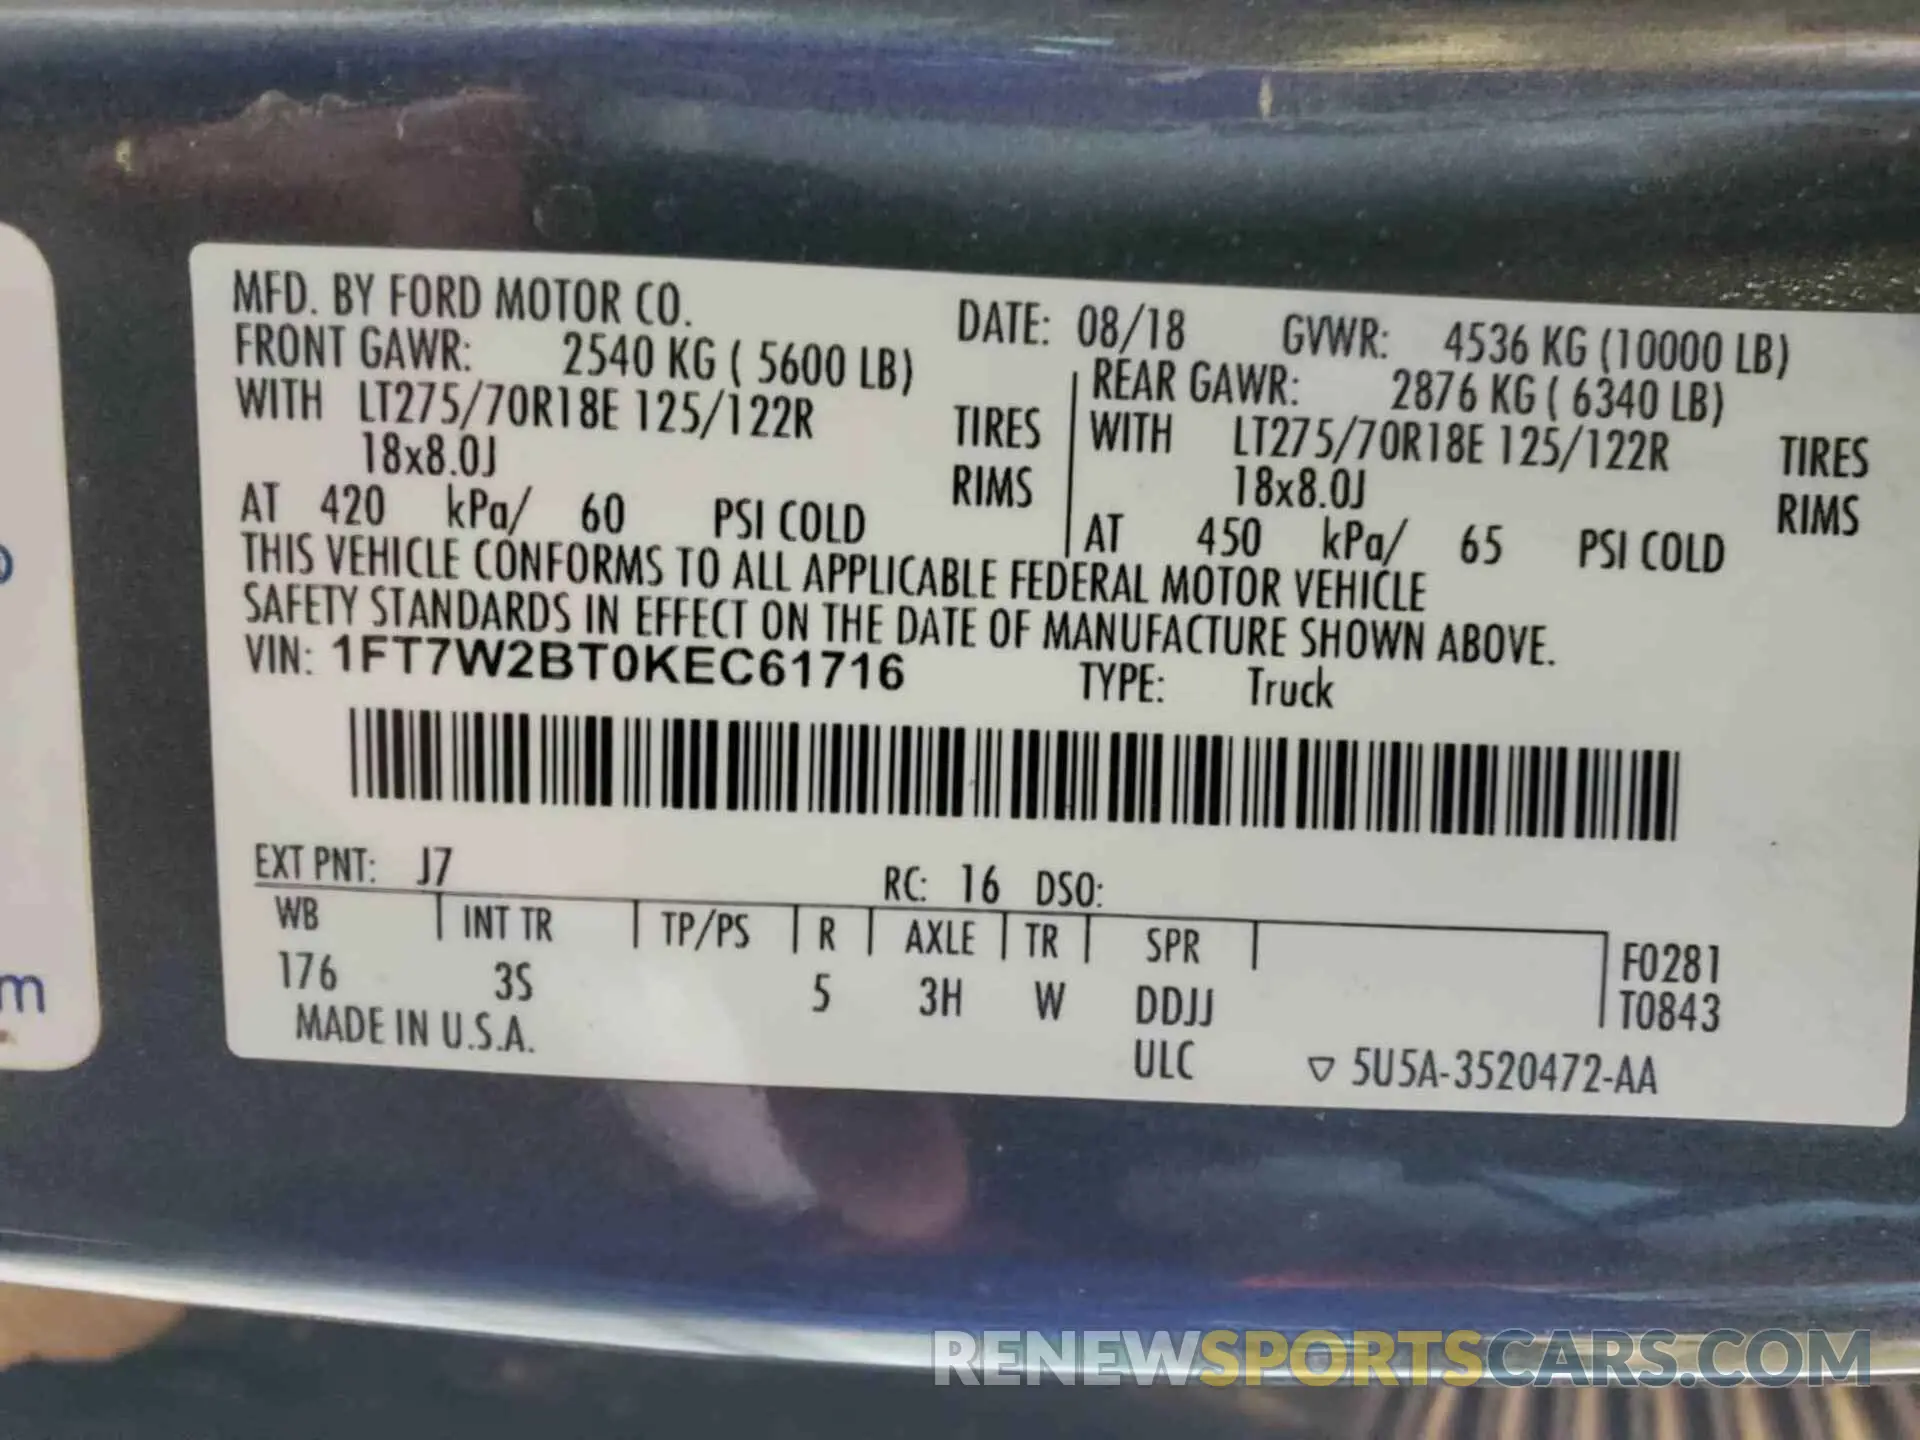 MFD. BY FORD MOTOR CO. DATE: 08/18 GVWR: 4536 KG (10000 LB)
FRONT GAWR: 2540 KG ( 5600 LB) REAR GAWR: 2876 KG ( 6340 LB)
WITH LT275/70R18E 125/122R TIRES WITH LT275/70R18E 125/122R TIRES
18x8.0J RIMS 18x8.0J RIMS
AT 420 kPa/ 60 PSI COLD AT 450 kPa/ 65 PSI COLD
THIS VEHICLE CONFORMS TO ALL APPLICABLE FEDERAL MOTOR VEHICLE
SAFETY STANDARDS IN EFFECT ON THE DATE OF MANUFACTURE SHOWN ABOVE.
VIN: 1FT7W2BT0KEC61716 TYPE: Truck
EXT PNT: J7 RC: 16 DSO:
WB INT TR TP/PS R AXLE TR SPR F0281
176 3S 5 3H W DDJJ T0843
MADE IN U.S.A. ULC ▽ 5U5A-3520472-AA
m
RENEWSPORTSCARS.COM